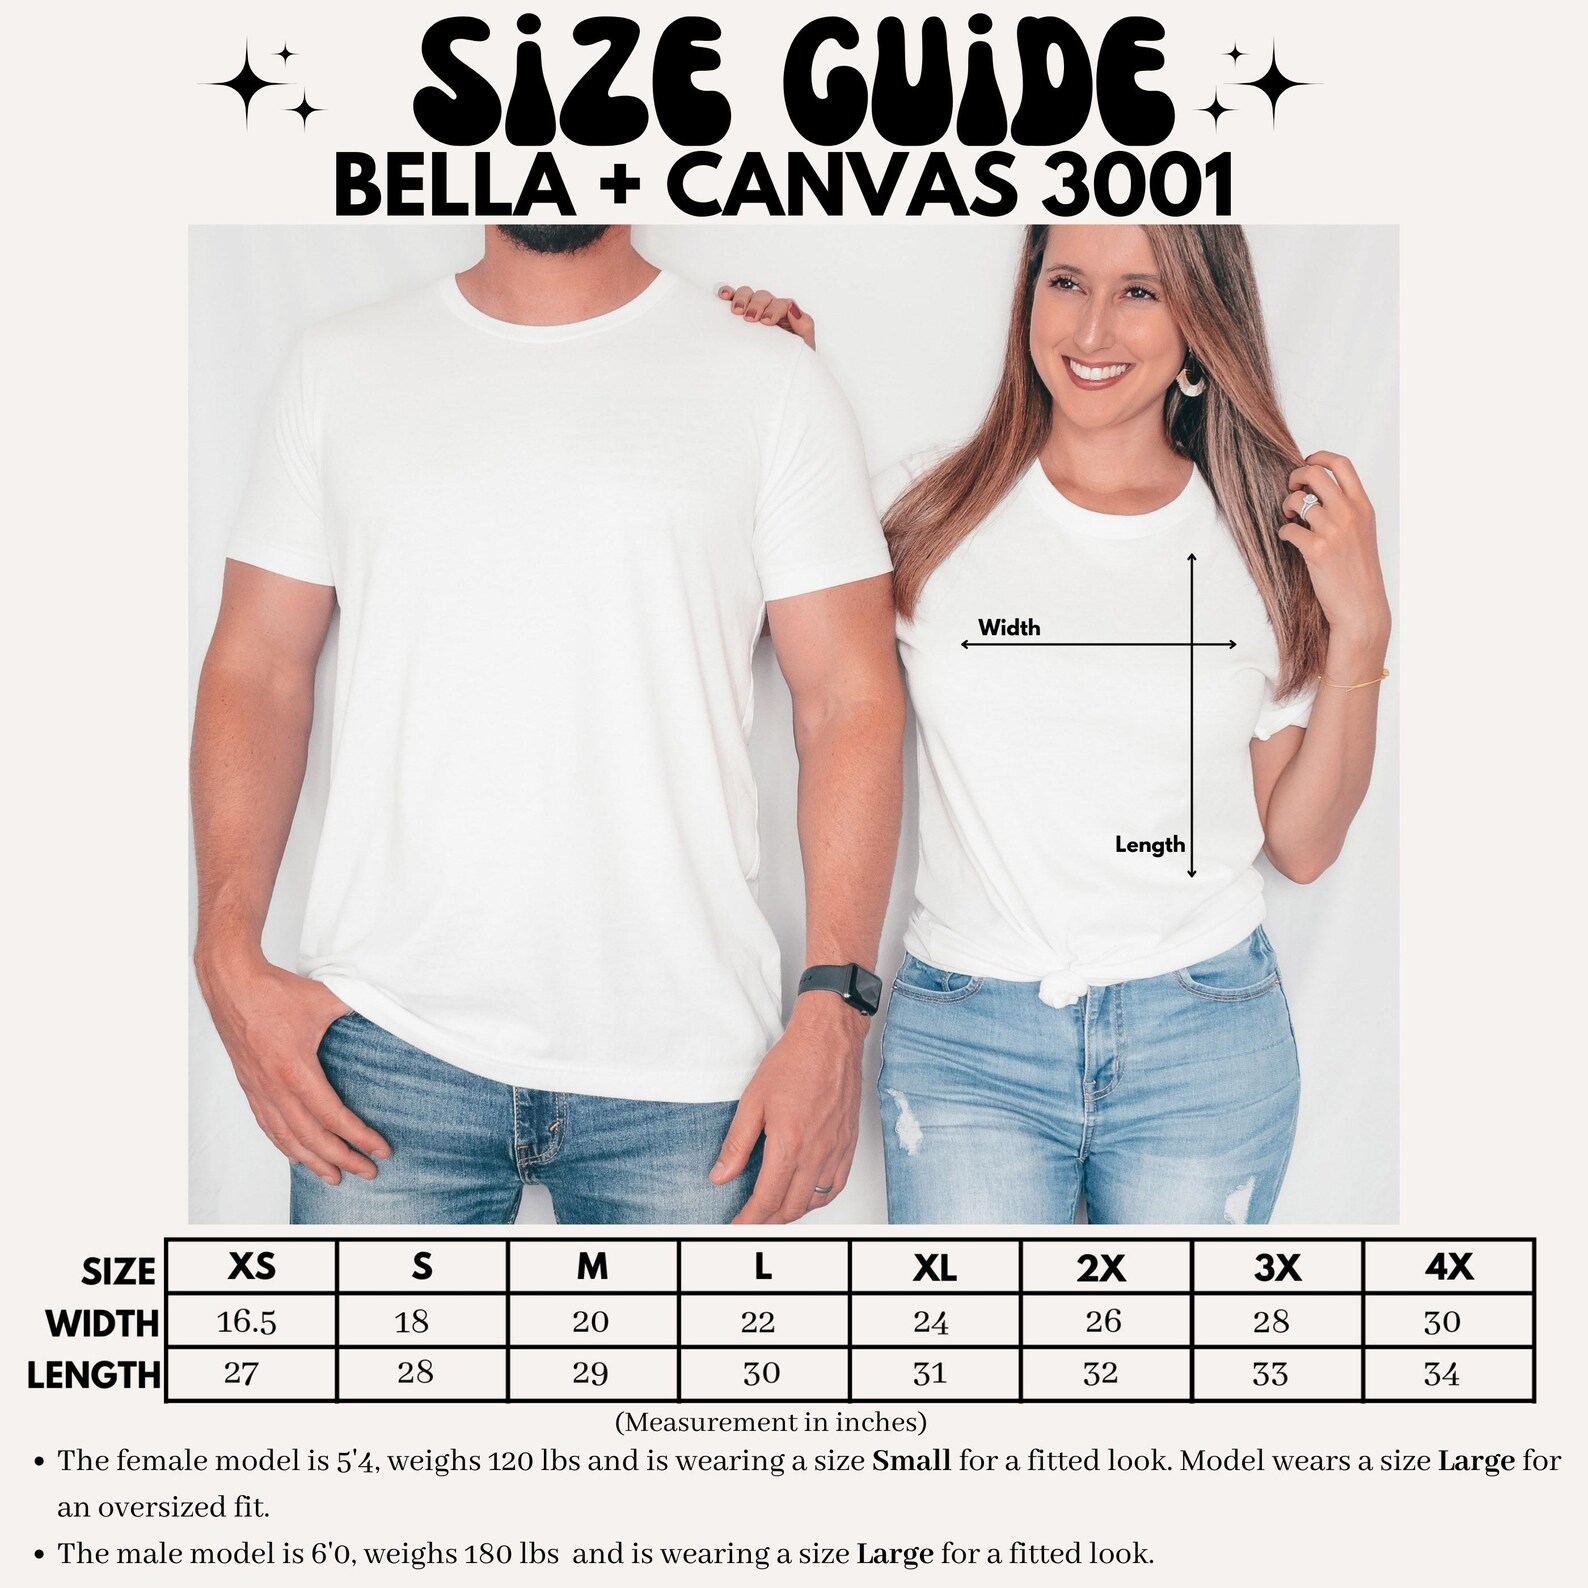 SiZE GUiDE
BELLA + CANVAS 3001
Width
Length
SIZE XS S M L XL 2X 3X 4X
WIDTH 16.5 18 20 22 24 26 28 30
LENGTH 27 28 29 30 31 32 33 34
(Measurement in inches)
• The female model is 5'4, weighs 120 lbs and is wearing a size Small for a fitted look. Model wears a size Large for
an oversized fit.
• The male model is 6'0, weighs 180 lbs and is wearing a size Large for a fitted look.